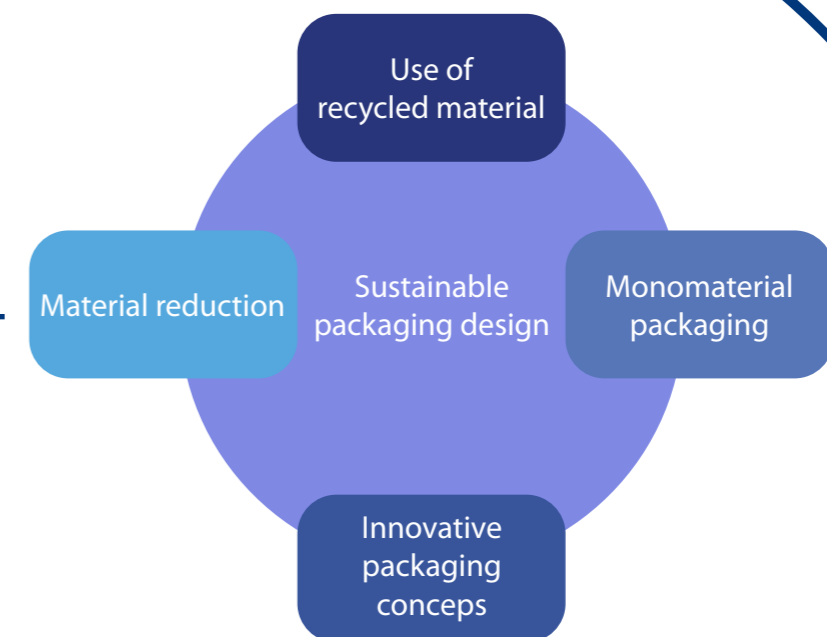 Use of
recycled material
Material reduction
Sustainable
packaging design
Monomaterial
packaging
Innovative
packaging
conceps